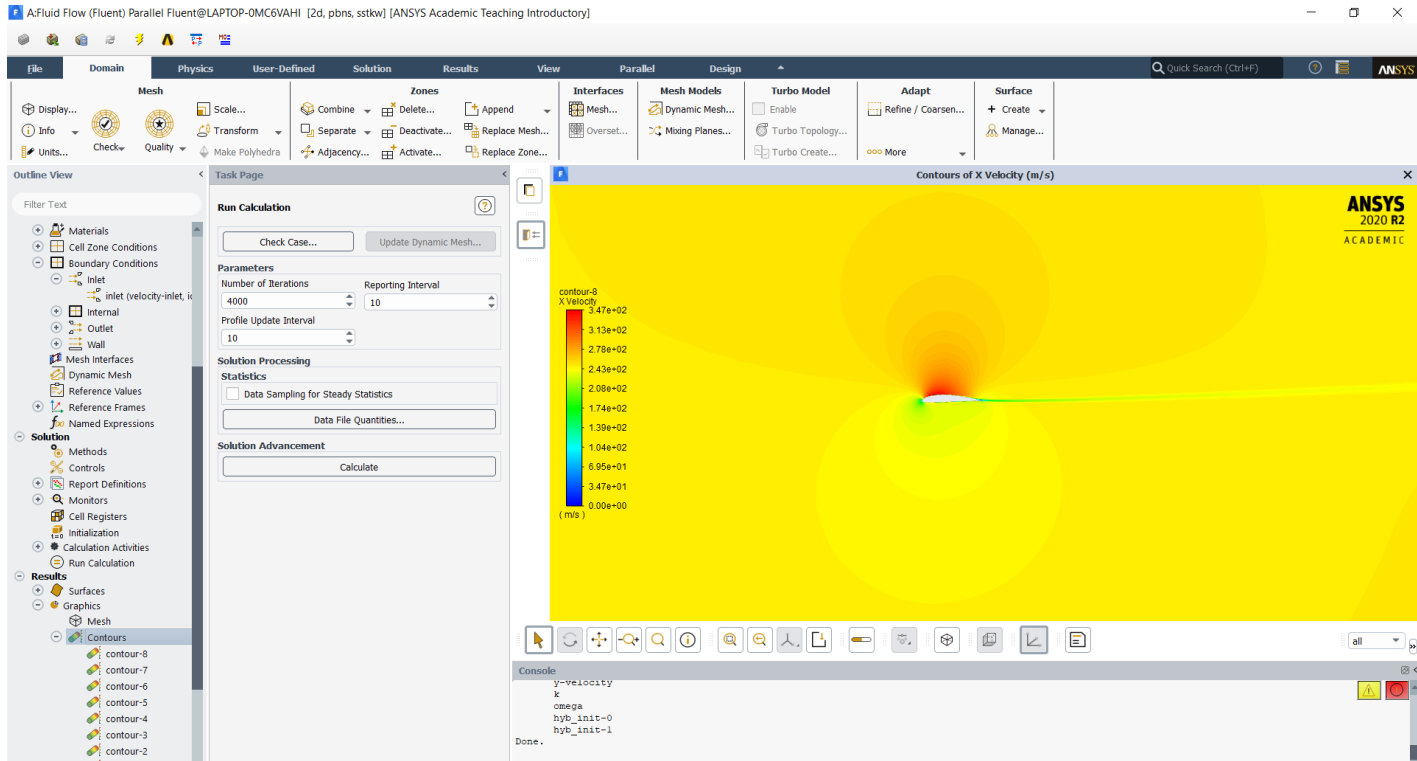 A:Fluid Flow (Fluent) Parallel Fluent@LAPTOP-0MC6VAHI [2d, pbns, sstkw] [ANSYS Academic Teaching Introductory]
File Domain Physics User-Defined Solution Results View Parallel Design Quick Search (Ctrl+F) ANSYS
Mesh Zones Interfaces Mesh Models Turbo Model Adapt Surface
Display... Scale... Combine Delete... Append Mesh... Dynamic Mesh... Enable Refine / Coarsen... Create
Info Transform Separate Deactivate... Replace Mesh... Overset... Mixing Planes... Turbo Topology... Manage...
Units... Check Quality Make Polyhedra Adjacency... Activate... Replace Zone... Turbo Create... More
Outline View
Filter Text
Materials
Cell Zone Conditions
Boundary Conditions
Inlet
inlet (velocity-inlet, ic
Internal
Outlet
Wall
Mesh Interfaces
Dynamic Mesh
Reference Values
Reference Frames
Named Expressions
Solution
Methods
Controls
Report Definitions
Monitors
Cell Registers
Initialization
Calculation Activities
Run Calculation
Results
Surfaces
Graphics
Mesh
Contours
contour-8
contour-7
contour-6
contour-5
contour-4
contour-3
contour-2
Task Page
Run Calculation
Check Case... Update Dynamic Mesh...
Parameters
Number of Iterations Reporting Interval
4000 10
Profile Update Interval
10
Solution Processing
Statistics
Data Sampling for Steady Statistics
Data File Quantities...
Solution Advancement
Calculate
Contours of X Velocity (m/s)
ANSYS
2020 R2
ACADEMIC
contour-8
X Velocity
3.47e+02
3.13e+02
2.78e+02
2.43e+02
2.08e+02
1.74e+02
1.39e+02
1.04e+02
6.95e+01
3.47e+01
0.00e+00
( m/s )
all
Console
y-velocity
k
omega
hyb_init-0
hyb_init-1
Done.